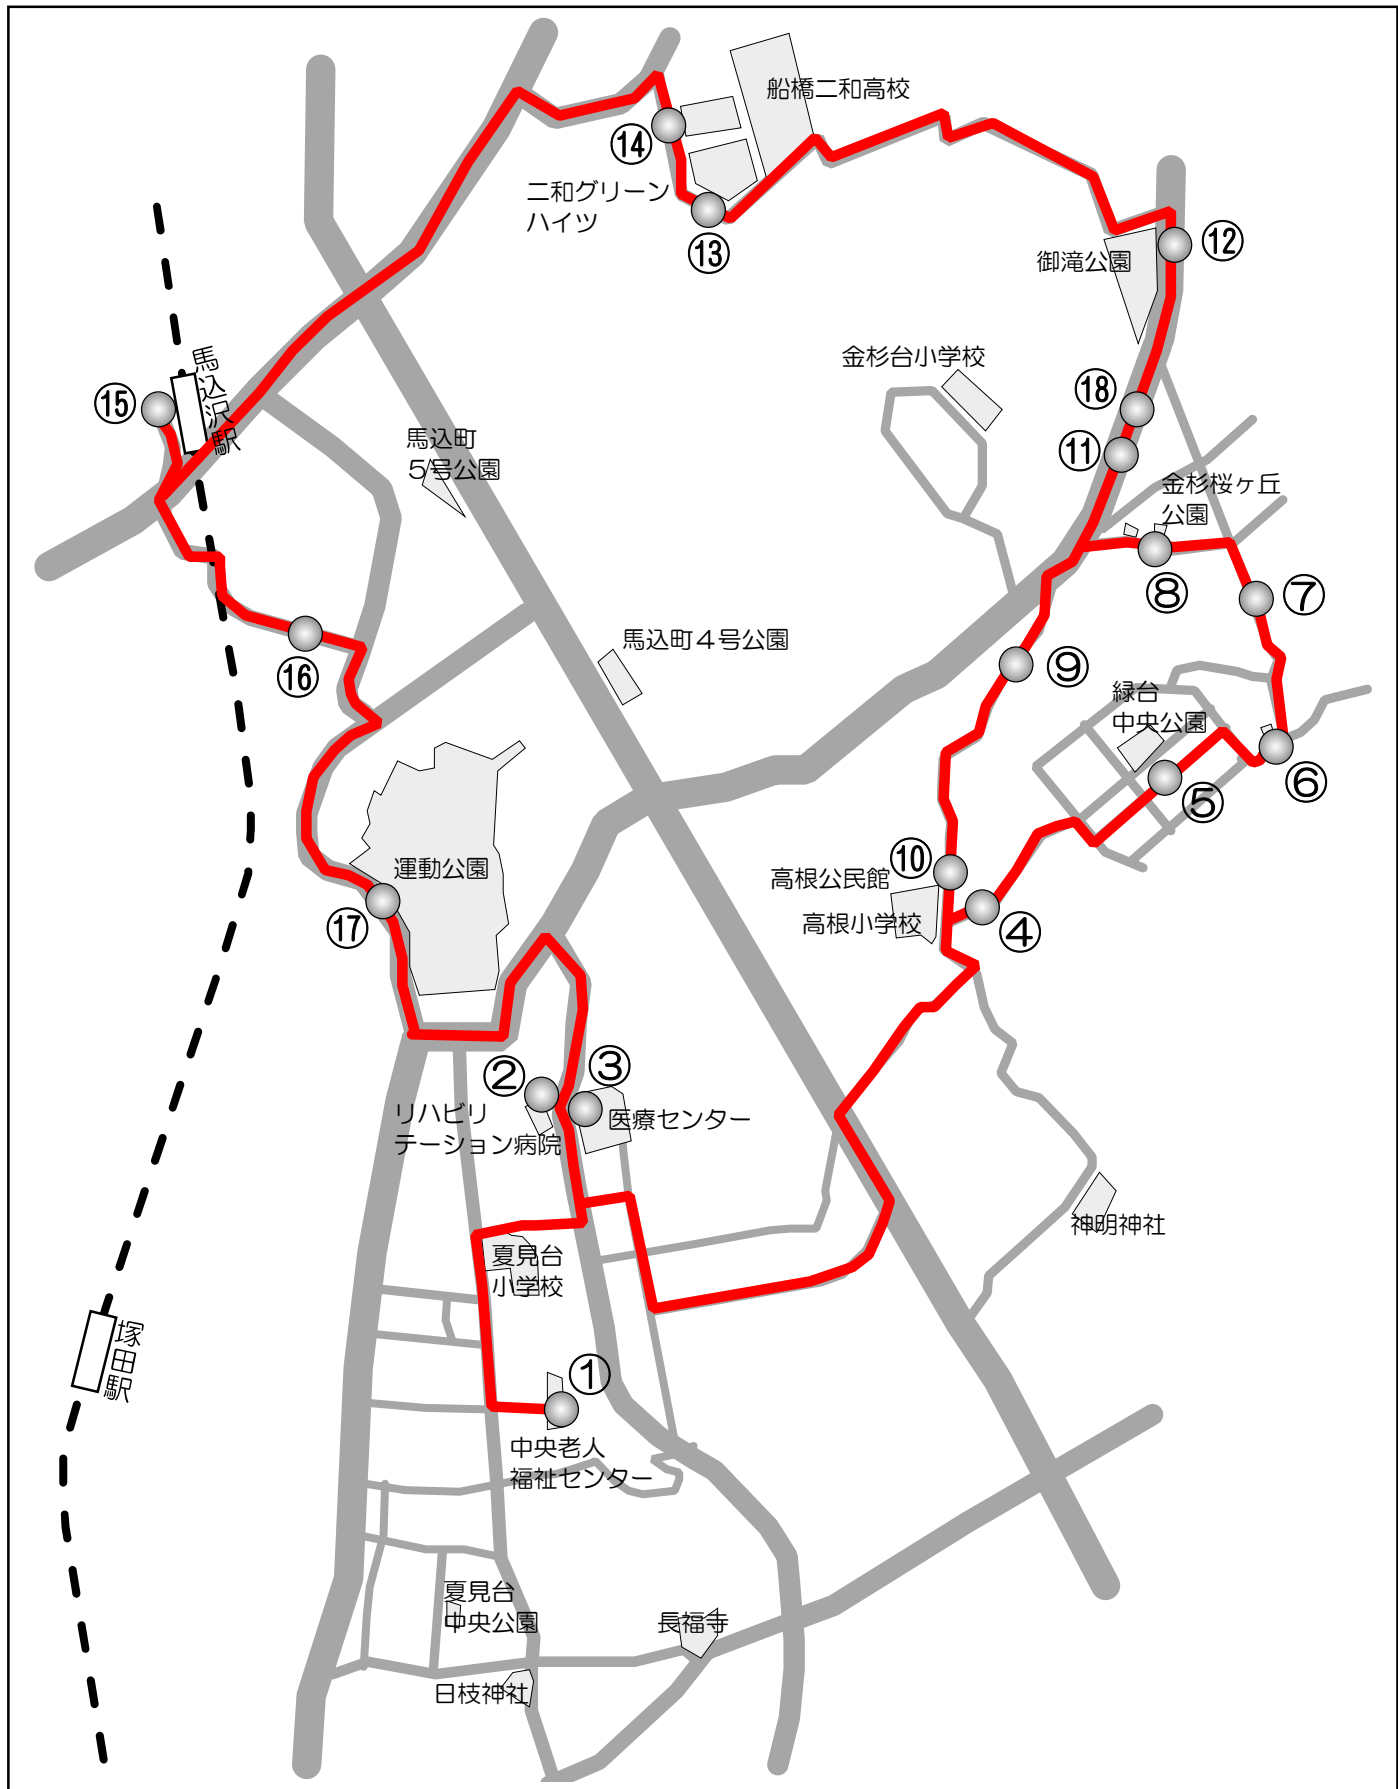 船橋二和高校
⑭
二和グリーン
ハイツ
⑬
⑫
御滝公園
金杉台小学校
⑱
馬込沢駅
⑮
馬込町
5号公園
⑪
金杉桜ヶ丘
公園
⑧
⑦
馬込町4号公園
⑯
⑨
緑台
中央公園
⑥
⑤
運動公園
⑩
高根公民館
高根小学校
④
⑰
②
③
リハビリ
テーション病院
医療センター
神明神社
夏見台
小学校
塚田駅
①
中央老人
福祉センター
夏見台
中央公園
長福寺
日枝神社